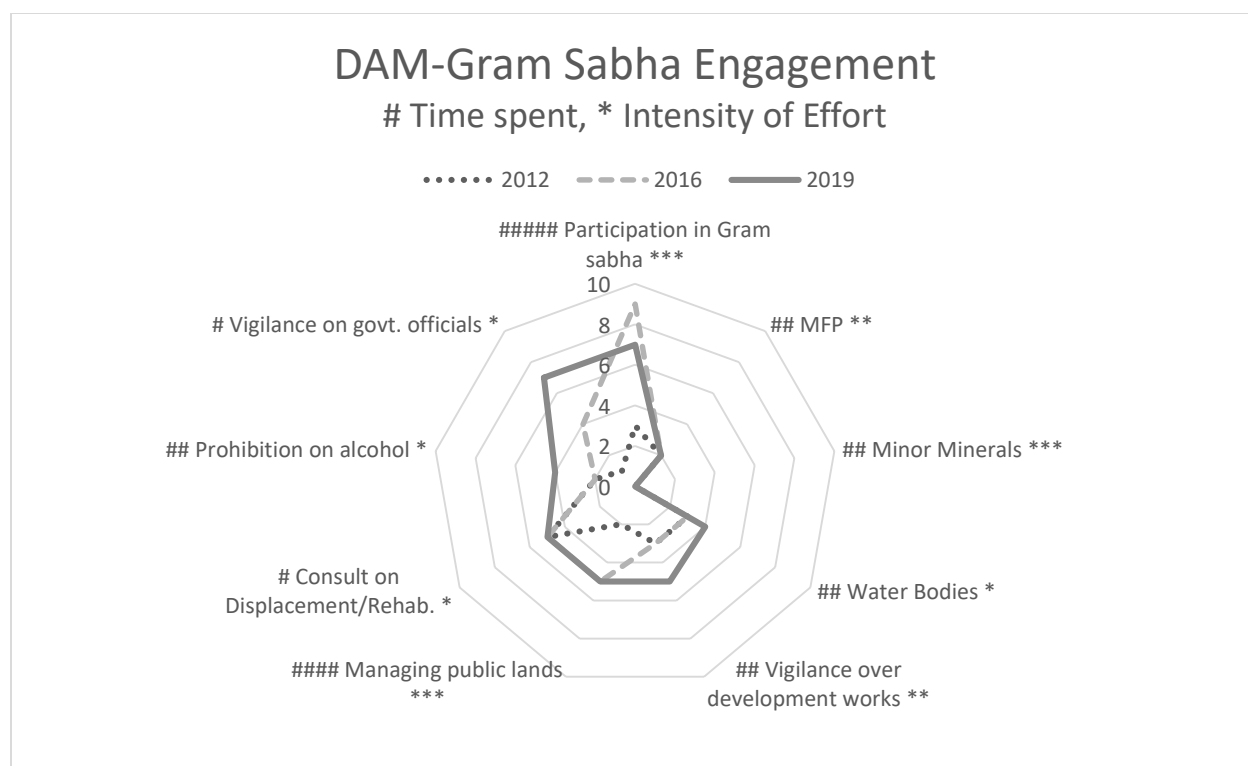 DAM-Gram Sabha Engagement
# Time spent, * Intensity of Effort
2012 2016 2019
##### Participation in Gram
sabha ***
10
8
6
4
2
0
## MFP **
## Minor Minerals ***
## Water Bodies *
## Vigilance over
development works **
#### Managing public lands
***
# Consult on
Displacement/Rehab. *
## Prohibition on alcohol *
# Vigilance on govt. officials *